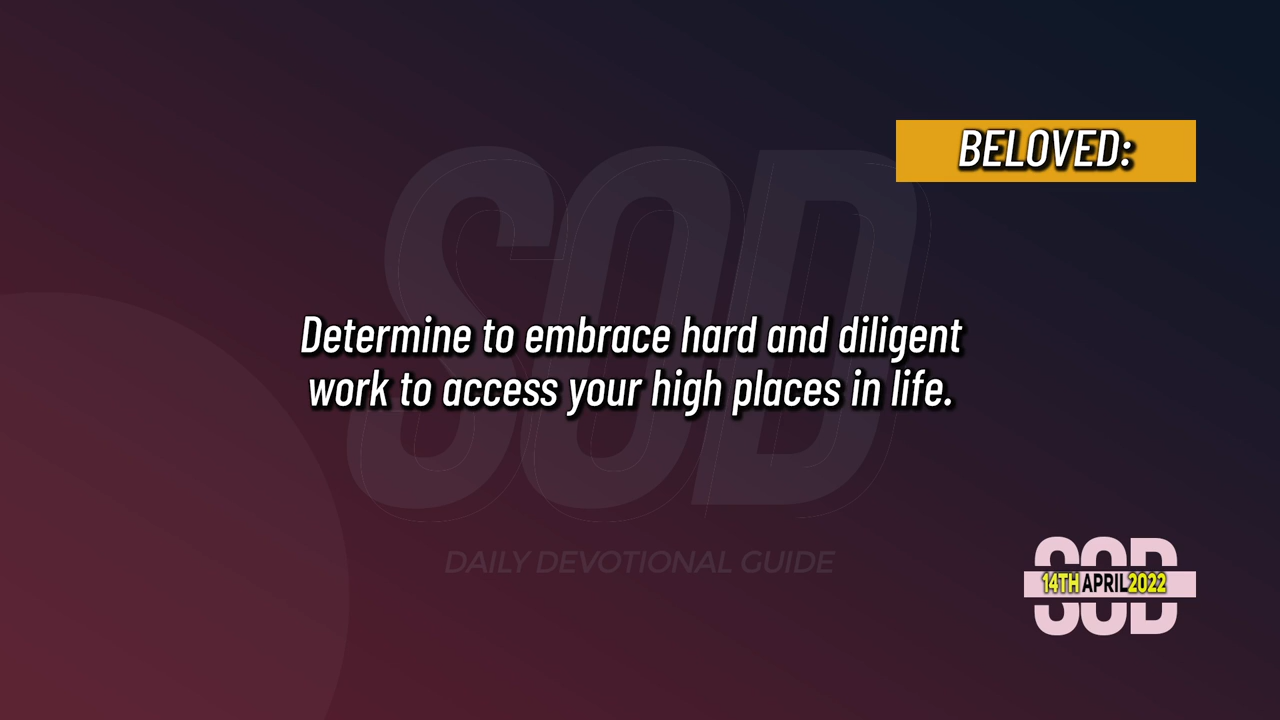 BELOVED:
SOD
Determine to embrace hard and diligent
work to access your high places in life.
DAILY DEVOTIONAL GUIDE
SOD
14TH APRIL 2022